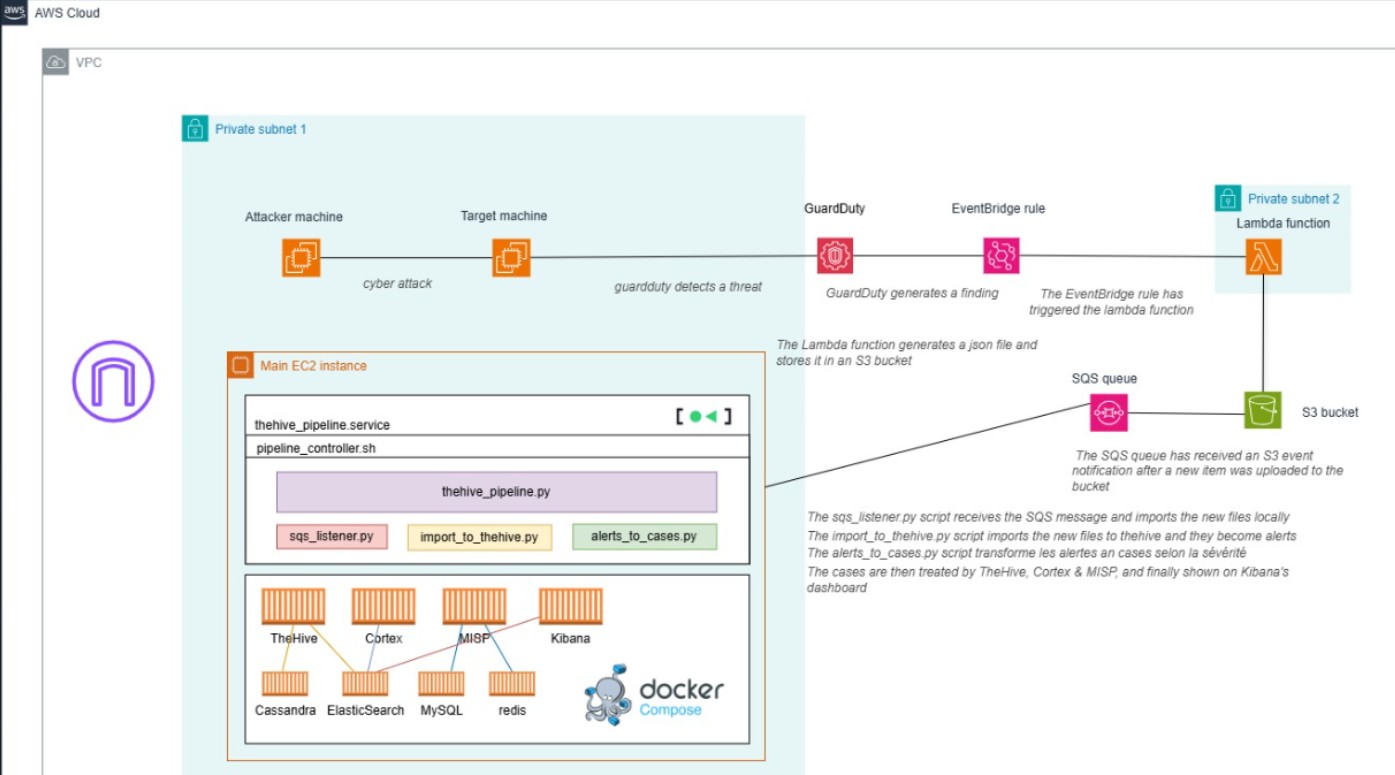 aws
AWS Cloud
VPC
Private subnet 1
Attacker machine
Target machine
GuardDuty
EventBridge rule
Private subnet 2
Lambda function
cyber attack
guardduty detects a threat
GuardDuty generates a finding
The EventBridge rule has
triggered the lambda function
The Lambda function generates a json file and
stores it in an S3 bucket
Main EC2 instance
SQS queue
S3 bucket
thehive_pipeline.service
pipeline_controller.sh
thehive_pipeline.py
sqs_listener.py
import_to_thehive.py
alerts_to_cases.py
The SQS queue has received an S3 event
notification after a new item was uploaded to the
bucket
The sqs_listener.py script receives the SQS message and imports the new files locally
The import_to_thehive.py script imports the new files to thehive and they become alerts
The alerts_to_cases.py script transforme les alertes an cases selon la sévérité
The cases are then treated by TheHive, Cortex & MISP, and finally shown on Kibana's
dashboard
TheHive
Cortex
MISP
Kibana
Cassandra
ElasticSearch
MySQL
redis
docker
Compose